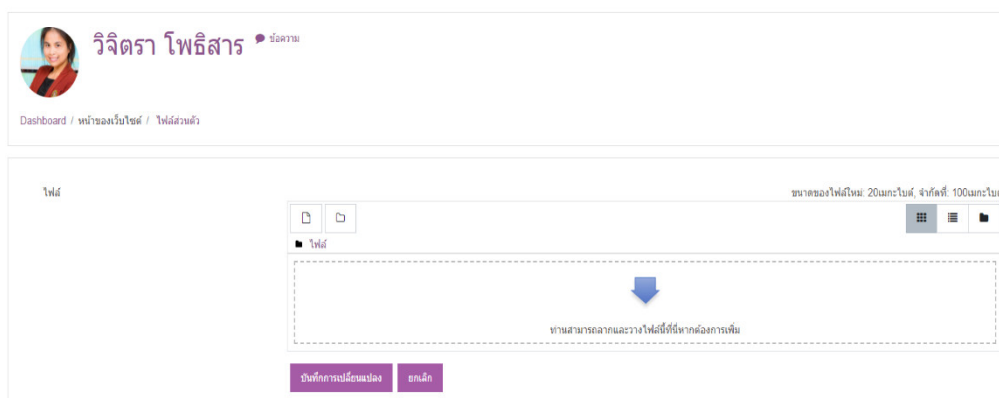 วิจิตรา โพธิสาร ข้อความ
Dashboard / หน้าของเว็บไซต์ / ไฟล์ส่วนตัว
ไฟล์
ขนาดของไฟล์ใหม่: 20เมกะไบต์, จำกัดที่: 100เมกะไบต์
ไฟล์
ท่านสามารถลากและวางไฟล์นี้ที่นี่หากต้องการเพิ่ม
บันทึกการเปลี่ยนแปลง ยกเลิก